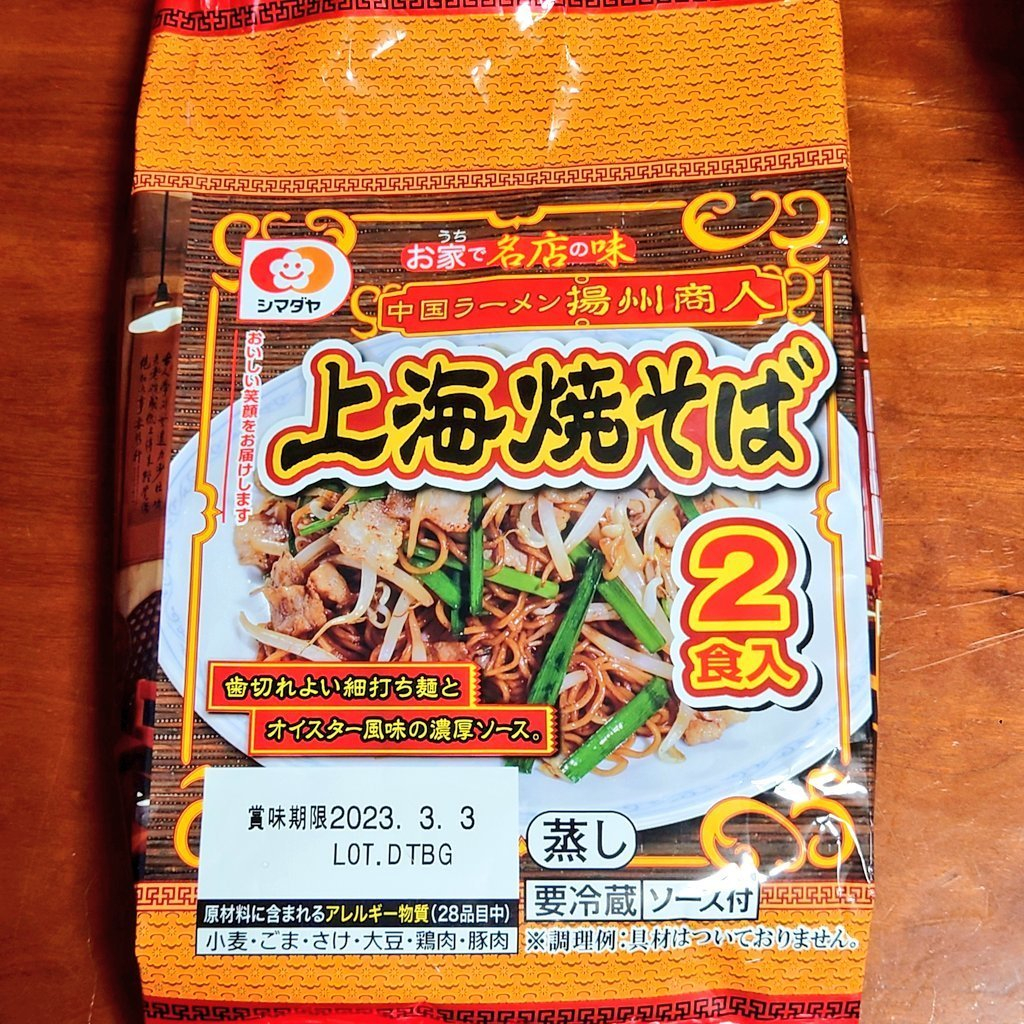 うち
お家で名店の味
シマダヤ
中国ラーメン 揚州商人
おいしい笑顔をお届けします
上海焼そば
2
食入
歯切れよい細打ち麺と
オイスター風味の濃厚ソース。
賞味期限2023. 3. 3
LOT.DTBG
蒸し
要冷蔵 ソース付
原材料に含まれるアレルギー物質(28品目中)
小麦・ごま・さけ・大豆・鶏肉・豚肉
※調理例:具材はついておりません。